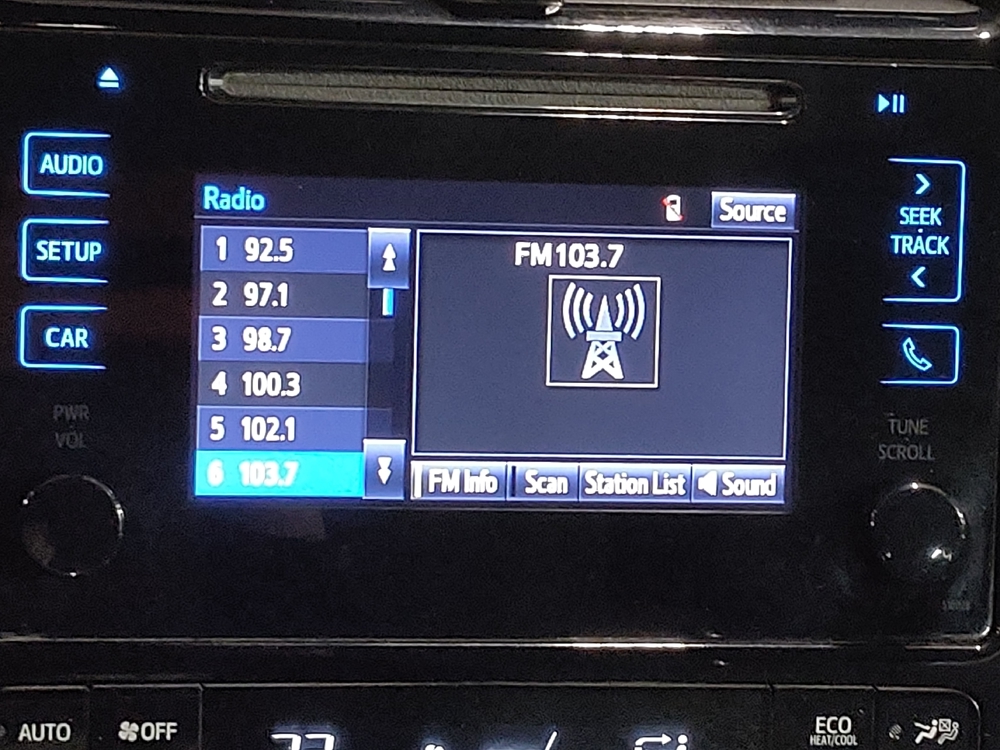 AUDIO
SETUP
CAR
PWR
VOL
Radio
Source
1 92.5
2 97.1
3 98.7
4 100.3
5 102.1
6 103.7
FM103.7
FM Info
Scan
Station List
Sound
SEEK
TRACK
TUNE
SCROLL
AUTO
OFF
ECO
HEAT/COOL